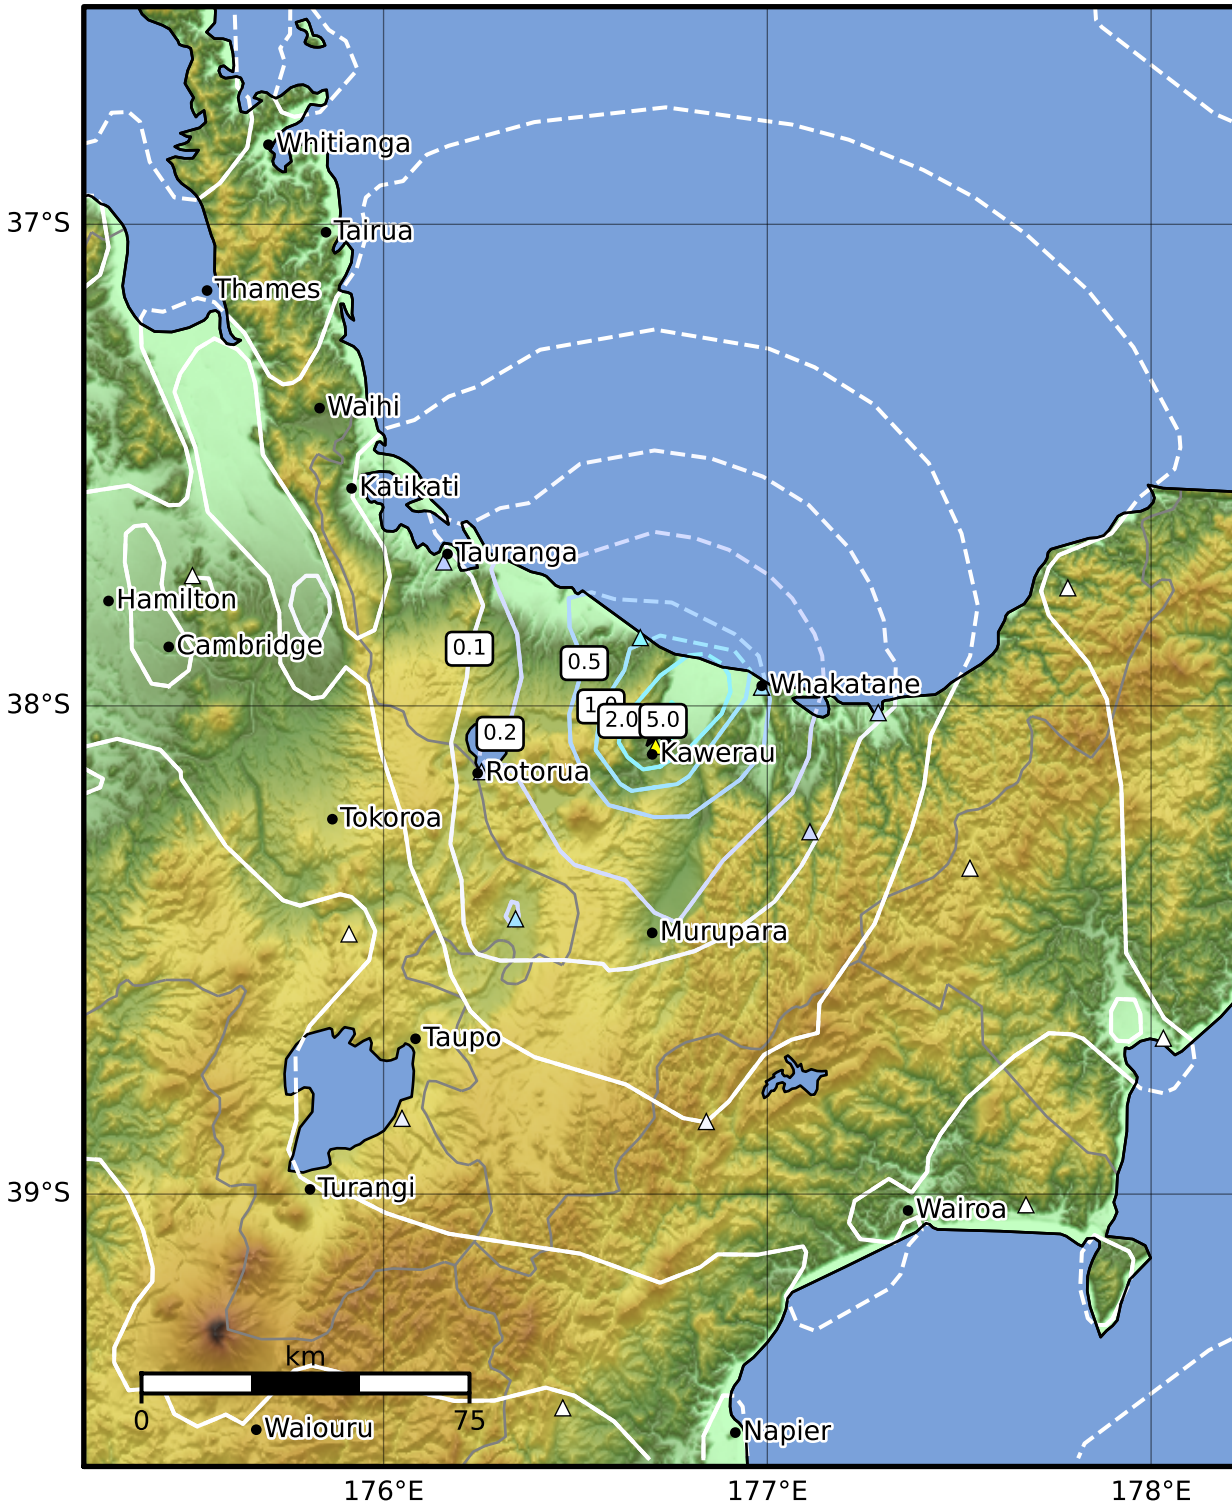 Whitianga
37°S
Tairua
Thames
Waihi
Katikati
Tauranga
Hamilton
Cambridge
0.1
0.5
Whakatane
38°S
2.0
5.0
0.2
Kawerau
Rotorua
Tokoroa
Murupara
Taupo
Turangi
39°S
Wairoa
km
0
75
Waiouru
Napier
176°E
177°E
178°E